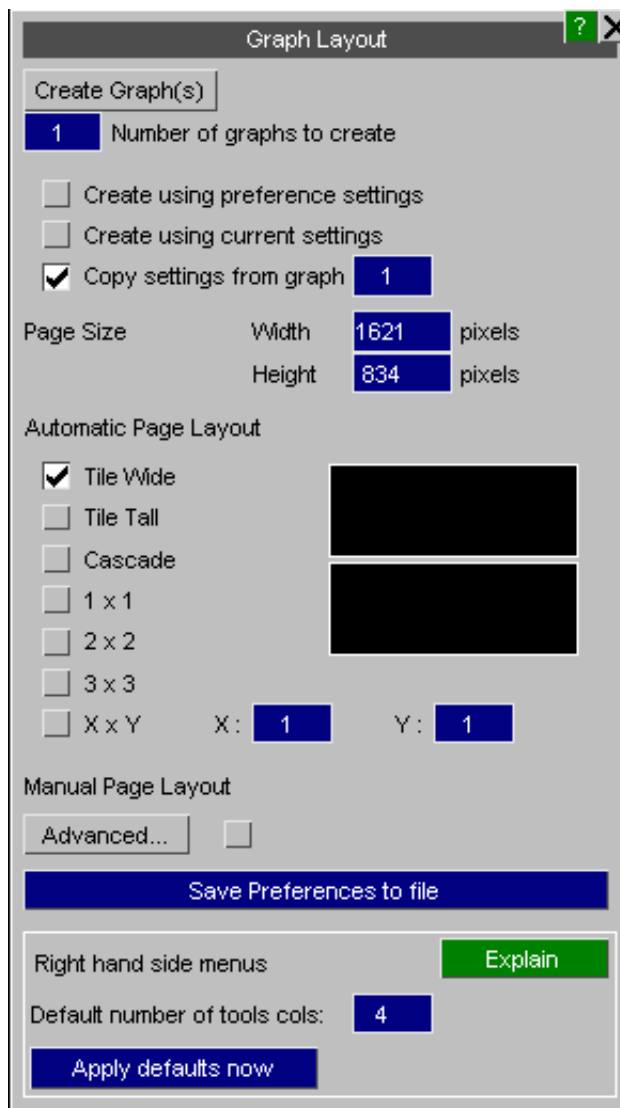 Graph Layout ?
Create Graph(s)
1 Number of graphs to create
Create using preference settings
Create using current settings
Copy settings from graph 1
Page Size Width 1621 pixels
Height 834 pixels
Automatic Page Layout
Tile Wide
Tile Tall
Cascade
1 x 1
2 x 2
3 x 3
X x Y X : 1 Y : 1
Manual Page Layout
Advanced...
Save Preferences to file
Right hand side menus Explain
Default number of tools cols: 4
Apply defaults now